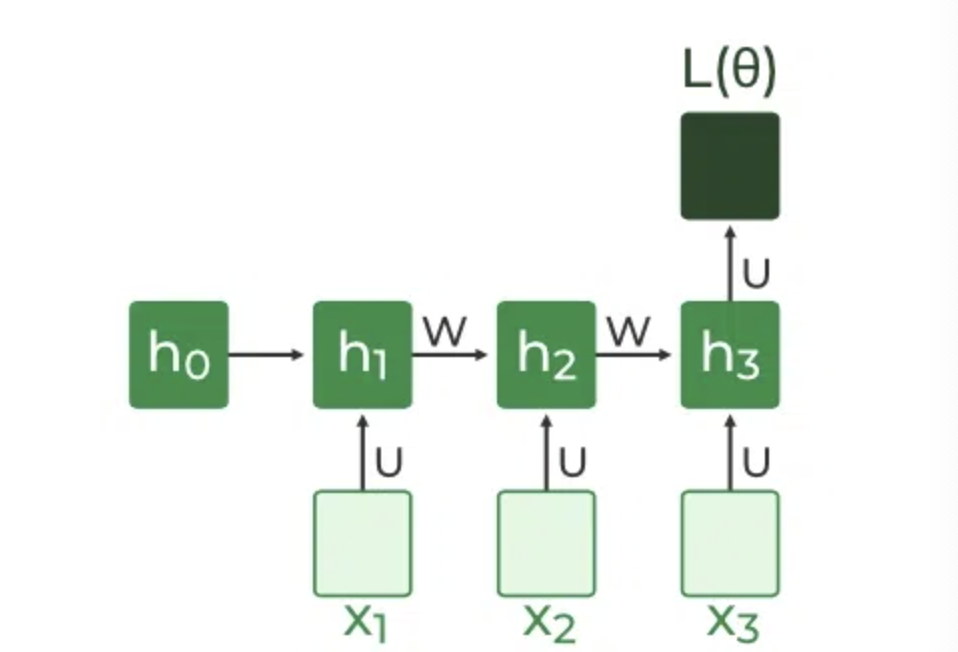 L(θ)
U
h₀ h₁ W h₂ W h₃
U U U
x₁ x₂ x₃